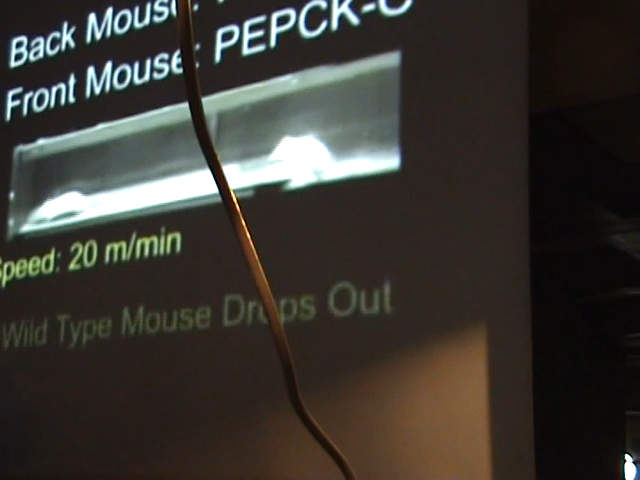 Back Mouse:
Front Mouse: PEPCK-C
Speed: 20 m/min
Wild Type Mouse Drops Out